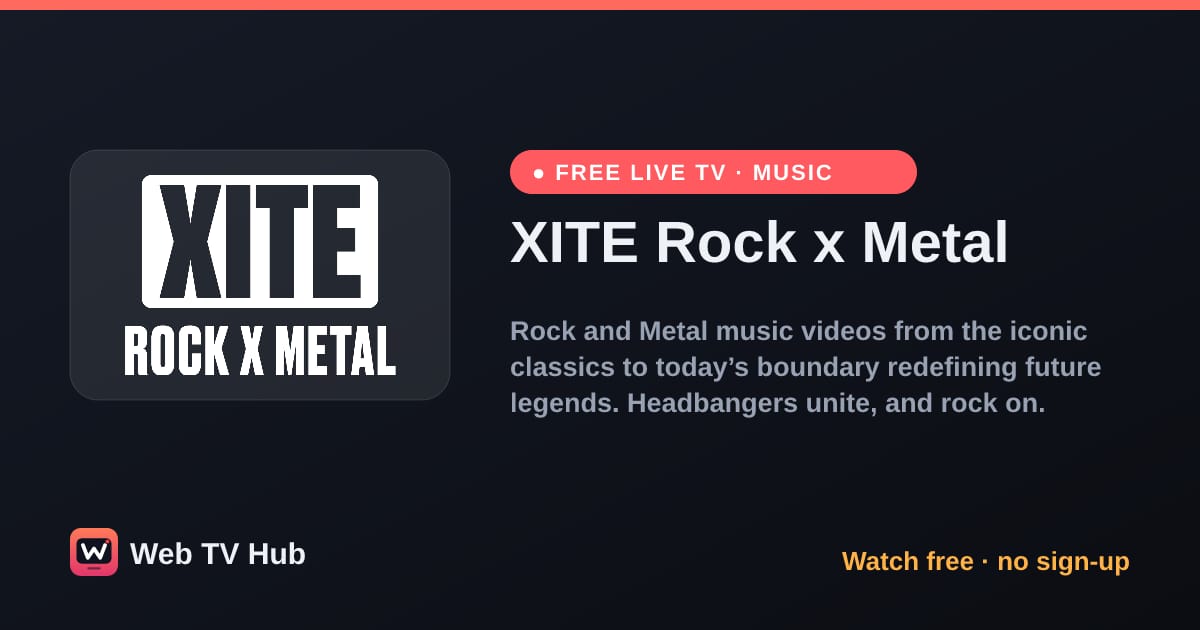 XITE
ROCK X METAL
● FREE LIVE TV · MUSIC
XITE Rock x Metal
Rock and Metal music videos from the iconic
classics to today’s boundary redefining future
legends. Headbangers unite, and rock on.
W
Web TV Hub
Watch free · no sign-up